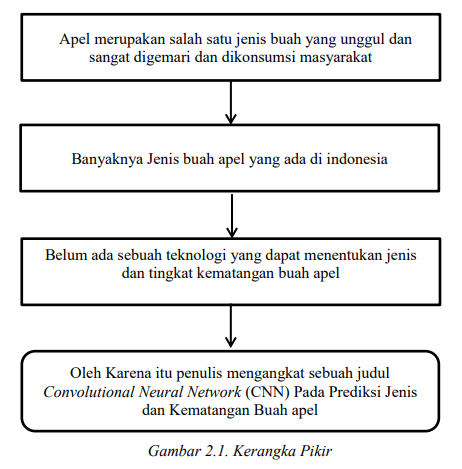 Apel merupakan salah satu jenis buah yang unggul dan
sangat digemari dan dikonsumsi masyarakat
Banyaknya Jenis buah apel yang ada di indonesia
Belum ada sebuah teknologi yang dapat menentukan jenis
dan tingkat kematangan buah apel
Oleh Karena itu penulis mengangkat sebuah judul
Convolutional Neural Network (CNN) Pada Prediksi Jenis
dan Kematangan Buah apel
Gambar 2.1. Kerangka Pikir